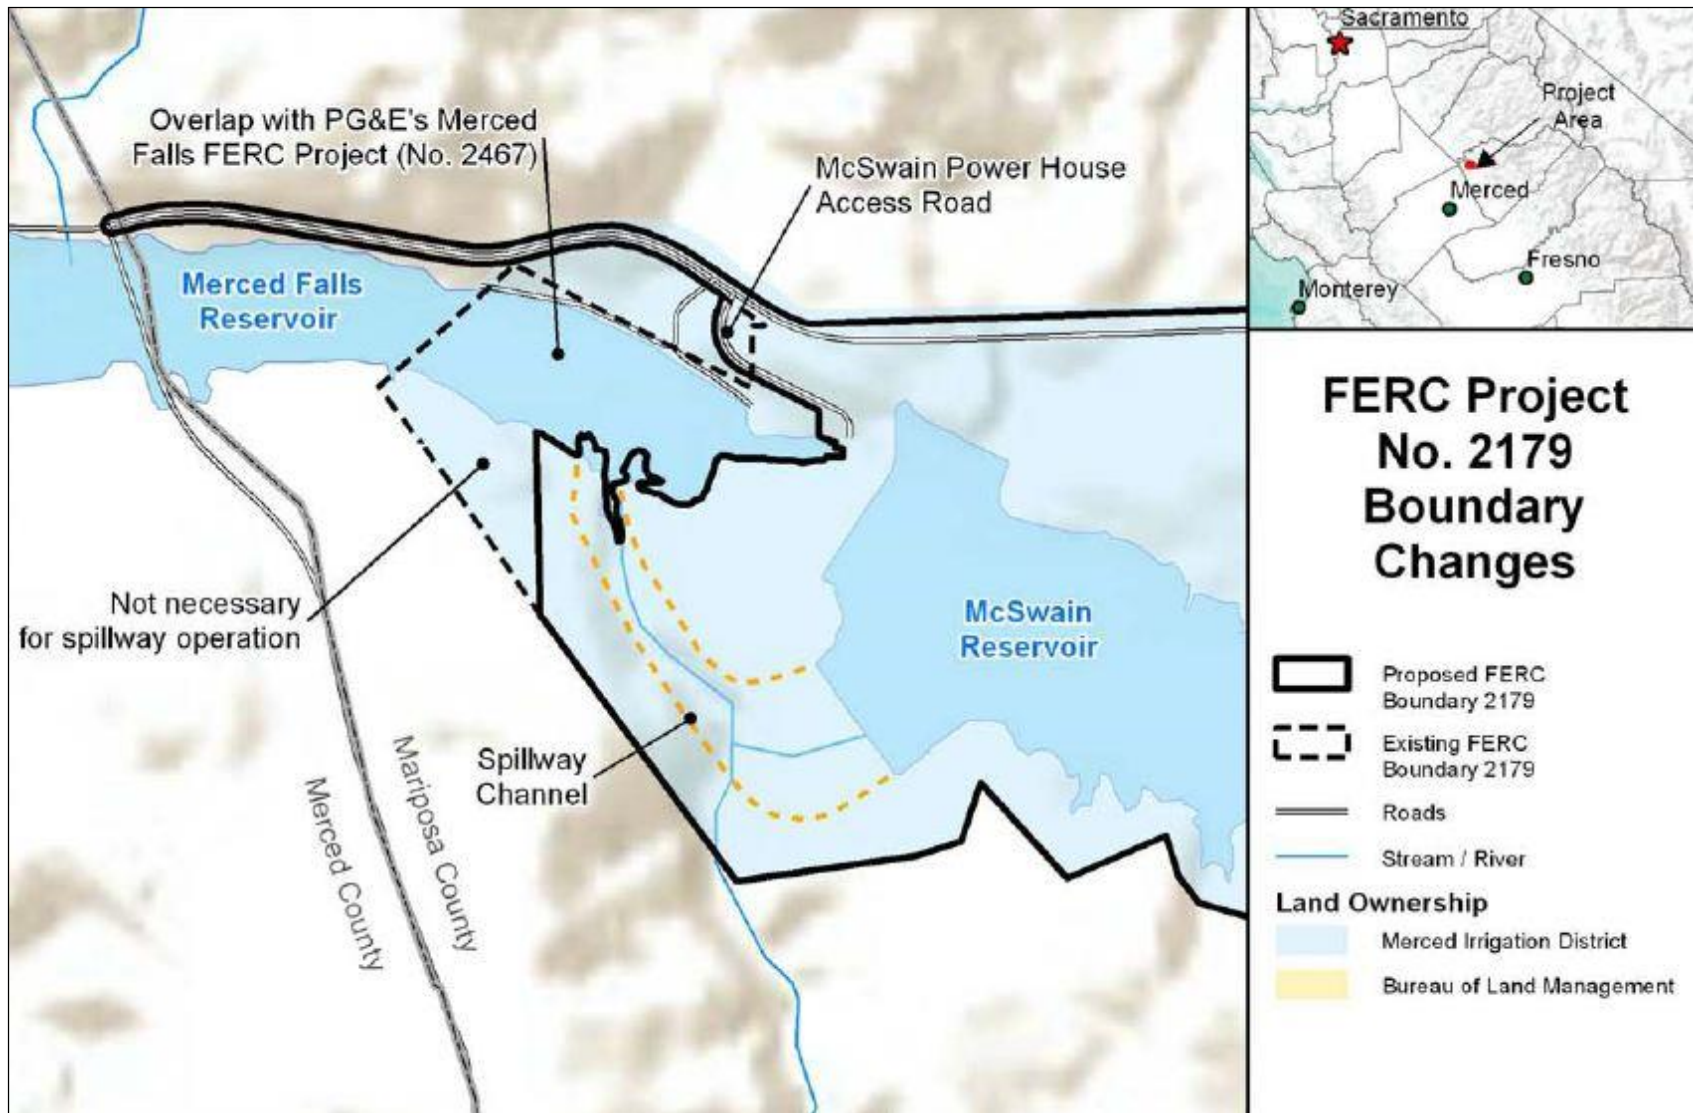 Overlap with PG&E's Merced
Falls FERC Project (No. 2467)
McSwain Power House
Access Road
Merced Falls
Reservoir
Not necessary
for spillway operation
McSwain
Reservoir
Spillway
Channel
Mariposa County
Merced County
Sacramento
Project
Area
Merced
Fresno
Monterey
FERC Project
No. 2179
Boundary
Changes
Proposed FERC
Boundary 2179
Existing FERC
Boundary 2179
Roads
Stream / River
Land Ownership
Merced Irrigation District
Bureau of Land Management